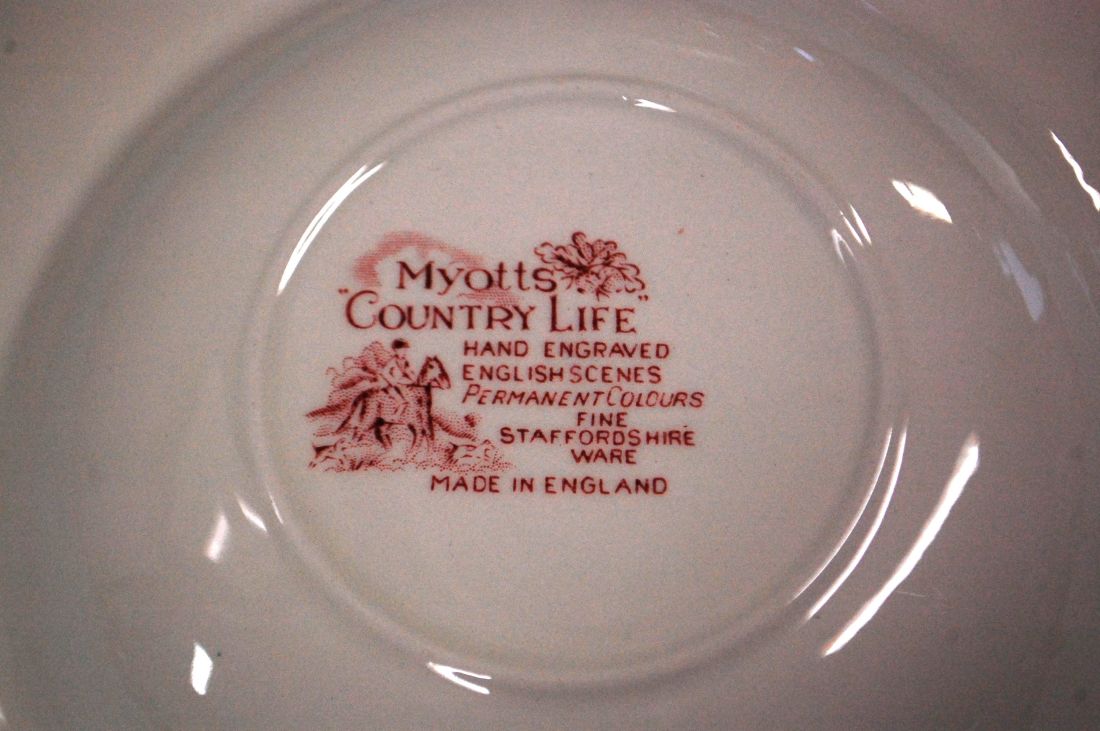 Myotts
"COUNTRY LIFE"
HAND ENGRAVED
ENGLISH SCENES
PERMANENT COLOURS
FINE
STAFFORDSHIRE
WARE
MADE IN ENGLAND